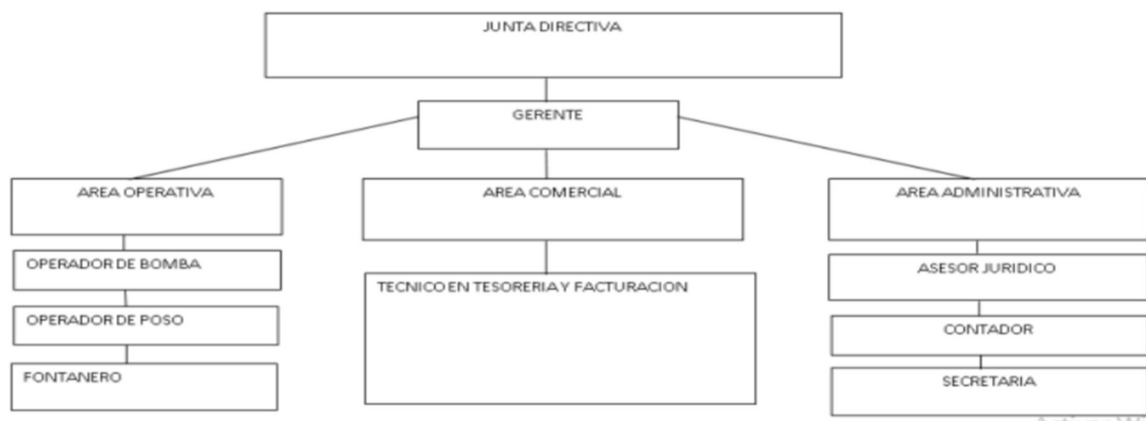 JUNTA DIRECTIVA
GERENTE
AREA OPERATIVA
AREA COMERCIAL
AREA ADMINISTRATIVA
OPERADOR DE BOMBA
ASESOR JURIDICO
TECNICO EN TESORERIA Y FACTURACION
OPERADOR DE POSO
CONTADOR
FONTANERO
SECRETARIA